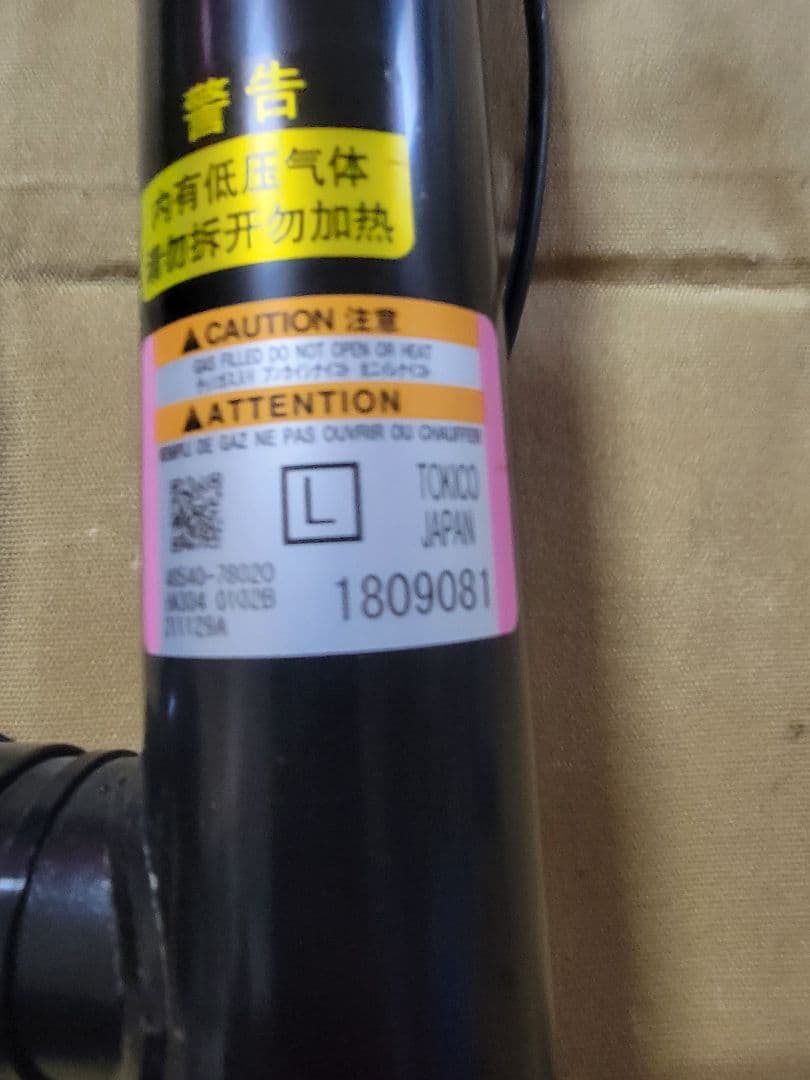 警告
内有低压气体
请勿拆开勿加热
CAUTION 注意
GAS FILLED DO NOT OPEN OR HEAT
ATTENTION
REMPLI DE GAZ NE PAS OUVRIR OU CHAUFFER
L
TOKICO
JAPAN
48540-78020
0102B
1809081